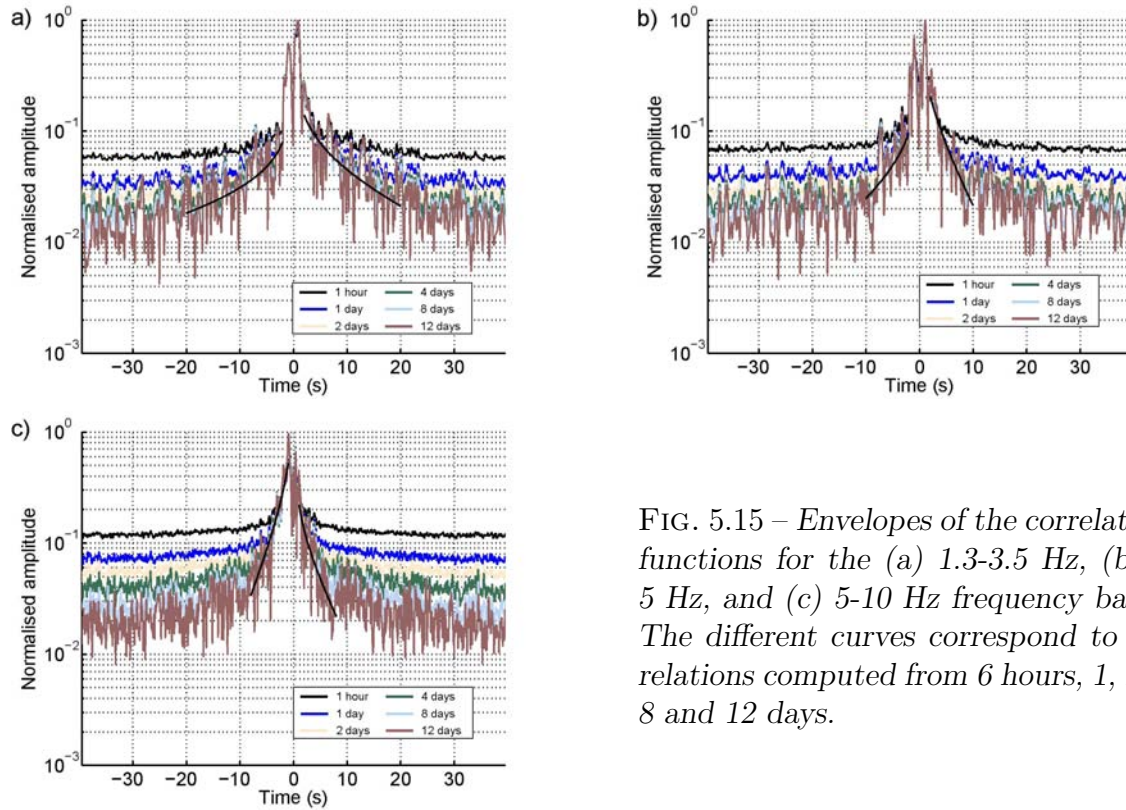 a)
10⁰
10⁻¹
10⁻²
10⁻³
Normalised amplitude
1 hour 4 days
1 day 8 days
2 days 12 days
−30 −20 −10 0 10 20 30
Time (s)
b)
10⁰
10⁻¹
10⁻²
10⁻³
Normalised amplitude
1 hour 4 days
1 day 8 days
2 days 12 days
−30 −20 −10 0 10 20 30
Time (s)
c)
10⁰
10⁻¹
10⁻²
10⁻³
Normalised amplitude
1 hour 4 days
1 day 8 days
2 days 12 days
−30 −20 −10 0 10 20 30
Time (s)
FIG. 5.15 – Envelopes of the correlat
functions for the (a) 1.3-3.5 Hz, (b
5 Hz, and (c) 5-10 Hz frequency ba
The different curves correspond to
relations computed from 6 hours, 1,
8 and 12 days.